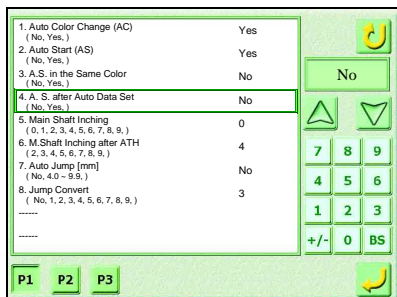 1. Auto Color Change (AC) Yes
( No, Yes, )
2. Auto Start (AS) Yes
( No, Yes, )
3. A.S. in the Same Color No
( No, Yes, )
4. A. S. after Auto Data Set No
( No, Yes, )
5. Main Shaft Inching 0
( 0, 1, 2, 3, 4, 5, 6, 7, 8, 9, )
6. M.Shaft Inching after ATH 4
( 2, 3, 4, 5, 6, 7, 8, 9, )
7. Auto Jump [mm] No
( No, 4.0 ~ 9.9, )
8. Jump Convert 3
( No, 1, 2, 3, 4, 5, 6, 7, 8, 9, )
------
------
No
7 8 9
4 5 6
1 2 3
+/- 0 BS
P1 P2 P3